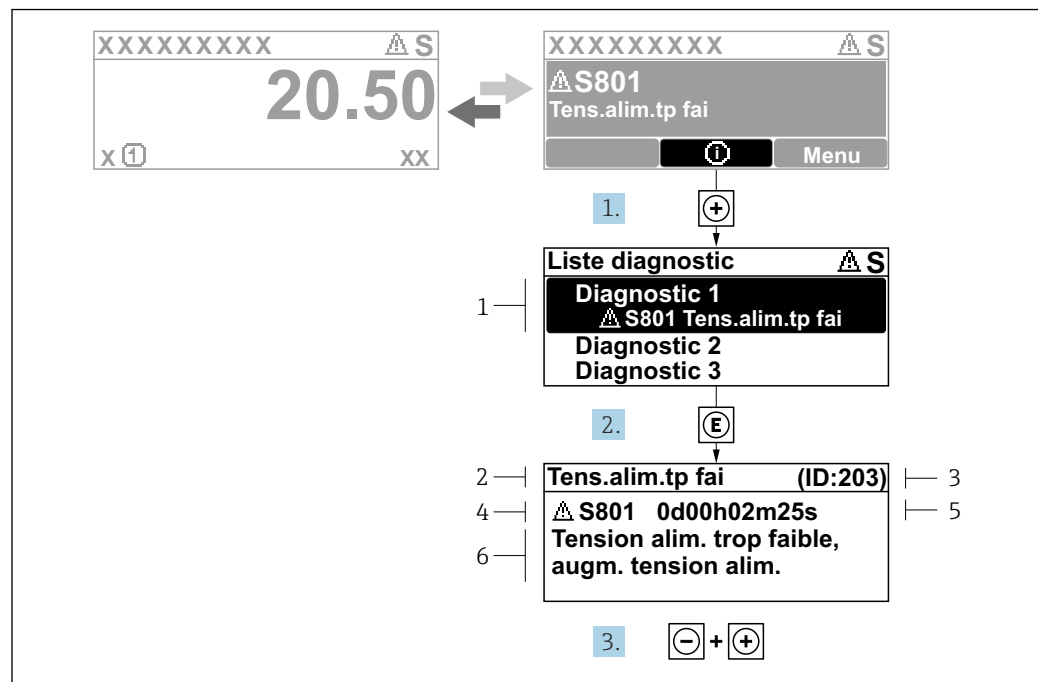 XXXXXXXXX ⚠ S
20.50
x ① xx
XXXXXXXXX ⚠ S
⚠ S801
Tens.alim.tp fai
ⓘ Menu
1. +
Liste diagnostic ⚠ S
1
Diagnostic 1
⚠ S801 Tens.alim.tp fai
Diagnostic 2
Diagnostic 3
2. E
2 Tens.alim.tp fai (ID:203) 3
4 ⚠ S801 0d00h02m25s 5
6
Tension alim. trop faible,
augm. tension alim.
3. - + +